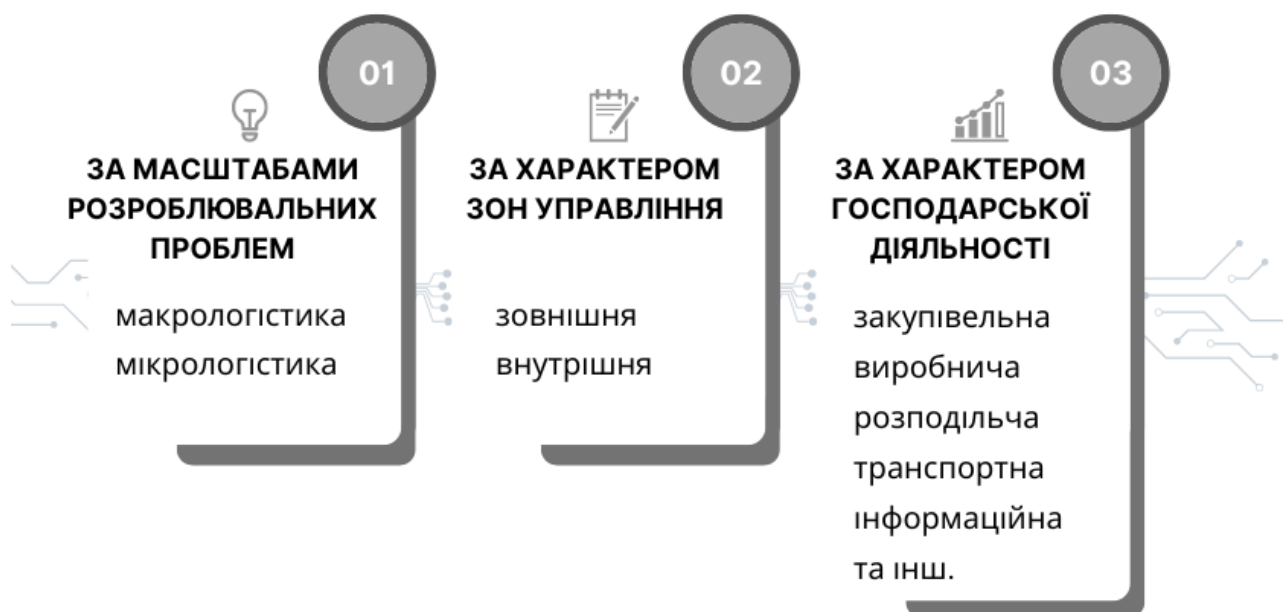 01
ЗА МАСШТАБАМИ
РОЗРОБЛЮВАЛЬНИХ
ПРОБЛЕМ
макрологістика
мікрологістика
02
ЗА ХАРАКТЕРОМ
ЗОН УПРАВЛІННЯ
зовнішня
внутрішня
03
ЗА ХАРАКТЕРОМ
ГОСПОДАРСЬКОЇ
ДІЯЛЬНОСТІ
закупівельна
виробнича
розподільча
транспортна
інформаційна
та інш.